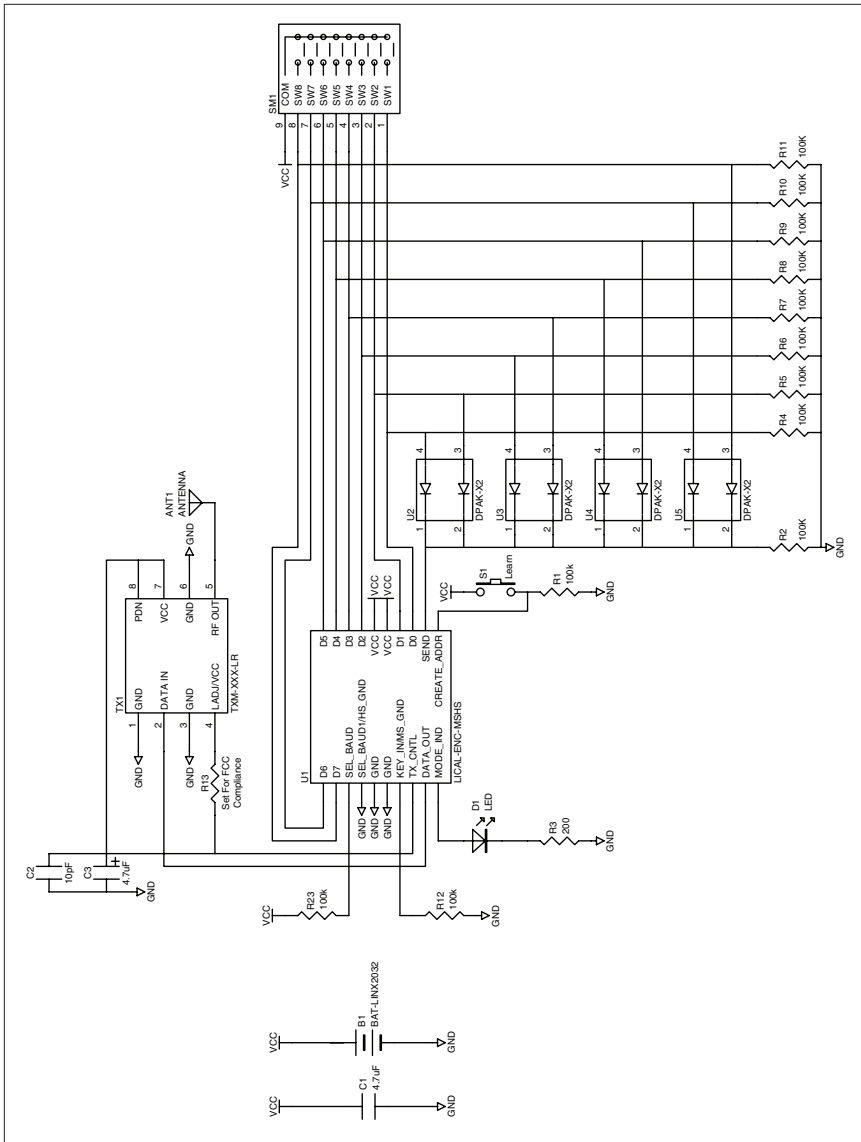 SM1
COM
SW8
SW7
SW6
SW5
SW4
SW3
SW2
SW1
9
8
7
6
5
4
3
2
1
VCC
R11
100K
R10
100K
R9
100K
R8
100K
R7
100K
R6
100K
R5
100K
R4
100K
R2
100K
GND
U2
DPAK-X2
1
2
4
3
U3
DPAK-X2
1
2
4
3
U4
DPAK-X2
1
2
4
3
U5
DPAK-X2
1
2
4
3
ANT1
ANTENNA
TX1
TXM-XXX-LR
GND
DATA IN
GND
LADJ/VCC
PDN
VCC
GND
RF OUT
1
2
3
4
8
7
6
5
GND
GND
GND
R13
Set For FCC
Compliance
C2
10pF
C3
4.7uF
+
GND
U1
LICAL-ENC-MSHS
D6
D7
SEL_BAUD
SEL_BAUD1/HS_GND
GND
GND
KEY_IN/MS_GND
TX_CNTL
DATA_OUT
MODE_IND
D5
D4
D3
D2
VCC
VCC
D1
D0
SEND
CREATE_ADDR
VCC
VCC
GND
GND
GND
VCC
S1
Learn
R1
100k
GND
D1
LED
R3
200
GND
VCC
R23
100k
R12
100k
GND
VCC
B1
BAT-LINX2032
GND
VCC
C1
4.7uF
GND